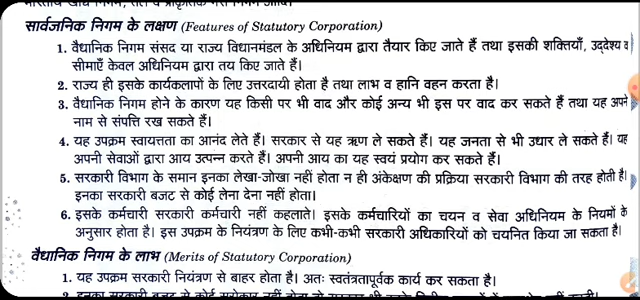 सार्वजनिक निगम के लक्षण (Features of Statutory Corporation)
1. वैधानिक निगम संसद या राज्य विधानमंडल के अधिनियम द्वारा तैयार किए जाते हैं तथा इसकी शक्तियाँ, उद्देश्य व
सीमाएँ केवल अधिनियम द्वारा तय किए जाते हैं।
2. राज्य ही इसके कार्यकलापों के लिए उत्तरदायी होता है तथा लाभ व हानि वहन करता है।
3. वैधानिक निगम होने के कारण यह किसी पर भी वाद और कोई अन्य भी इस पर वाद कर सकते हैं तथा यह अपने
नाम से संपत्ति रख सकते हैं।
4. यह उपक्रम स्वायत्तता का आनंद लेते हैं। सरकार से यह ऋण ले सकते हैं। यह जनता से भी उधार ले सकते हैं। यह
अपनी सेवाओं द्वारा आय उत्पन्न करते हैं। अपनी आय का यह स्वयं प्रयोग कर सकते हैं।
5. सरकारी विभाग के समान इनका लेखा-जोखा नहीं होता न ही अंकेक्षण की प्रक्रिया सरकारी विभाग की तरह होती है।
इनका सरकारी बजट से कोई लेना देना नहीं होता।
6. इसके कर्मचारी सरकारी कर्मचारी नहीं कहलाते। इसके कर्मचारियों का चयन व सेवा अधिनियम के नियमों के
अनुसार होता है। इस उपक्रम के नियंत्रण के लिए कभी-कभी सरकारी अधिकारियों को चयनित किया जा सकता है।
वैधानिक निगम के लाभ (Merits of Statutory Corporation)
1. यह उपक्रम सरकारी नियंत्रण से बाहर होता है। अतः स्वतंत्रतापूर्वक कार्य कर सकता है।
2. इनका सरकारी बजट से कोई